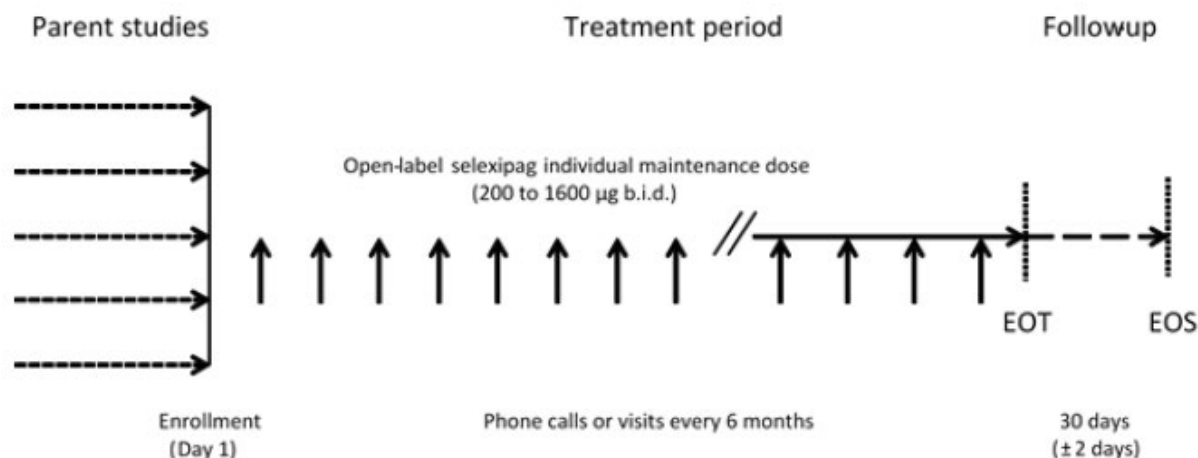 Parent studies
Treatment period
Followup
Open-label selexipag individual maintenance dose
(200 to 1600 µg b.i.d.)
EOT
EOS
Enrollment
(Day 1)
Phone calls or visits every 6 months
30 days
(±2 days)